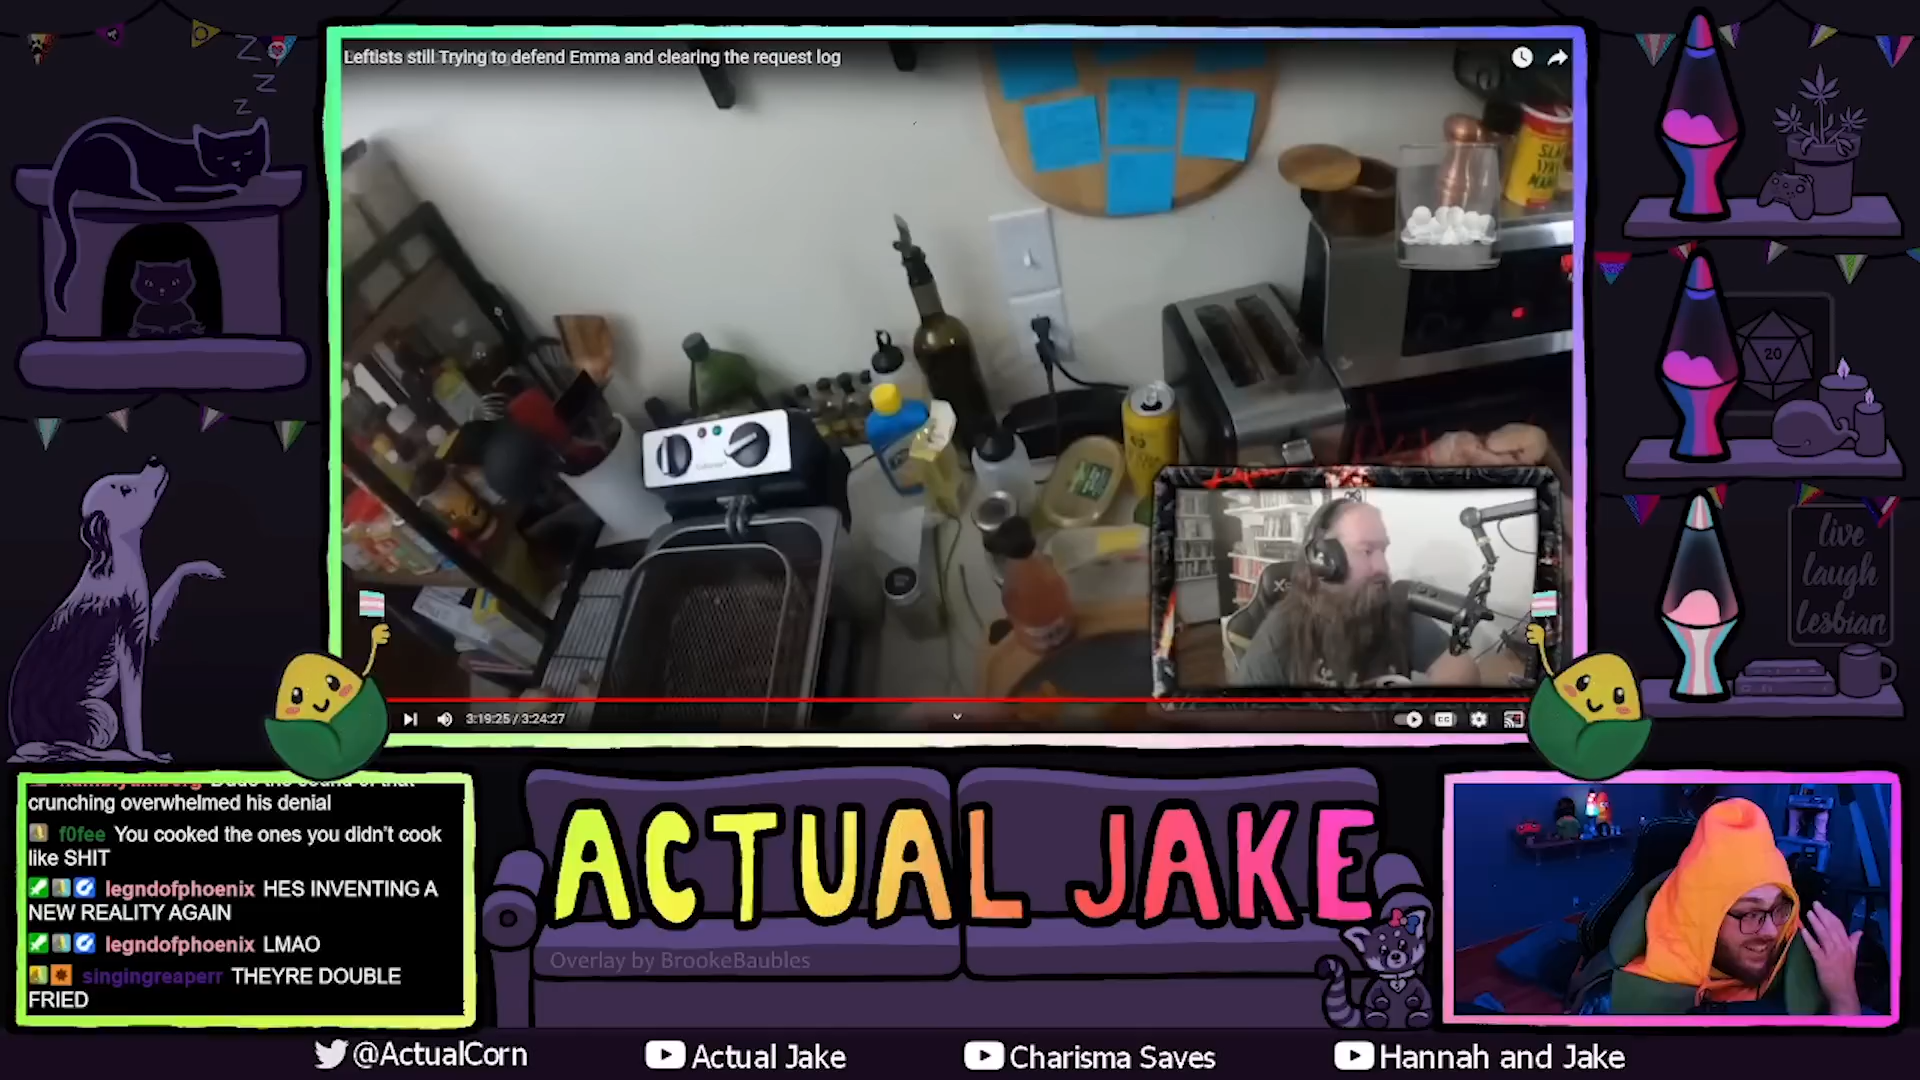 Leftists still Trying to defend Emma and clearing the request log
20
live
laugh
lesbian
3:19:25 / 3:24:27
CC
crunching overwhelmed his denial
f0fee You cooked the ones you didn't cook
like SHIT
legndofphoenix HES INVENTING A
NEW REALITY AGAIN
legndofphoenix LMAO
singingreaperr THEYRE DOUBLE
FRIED
ACTUAL JAKE
Overlay by BrookeBaubles
@ActualCorn
Actual Jake
Charisma Saves
Hannah and Jake